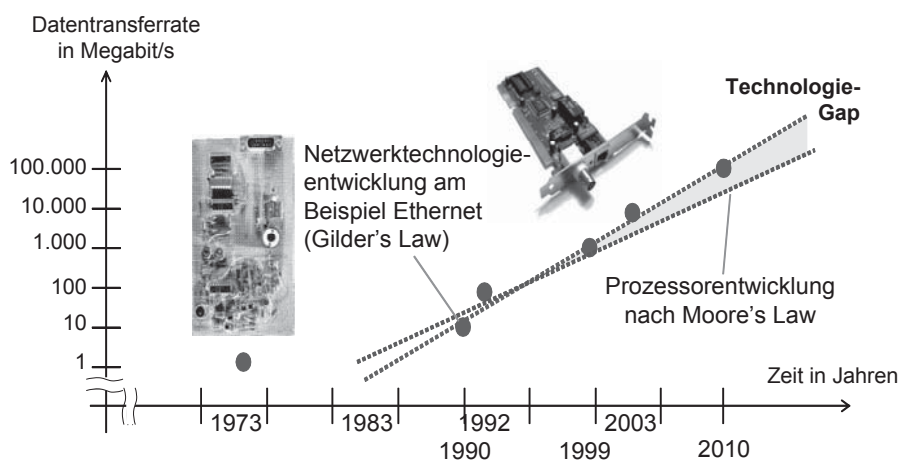 Datentransferrate
in Megabit/s
Technologie-
Gap
Netzwerktechnologie-
entwicklung am
Beispiel Ethernet
(Gilder's Law)
100.000
10.000
1.000
100
10
1
Prozessorentwicklung
nach Moore's Law
Zeit in Jahren
1973
1983
1992
2003
1990
1999
2010